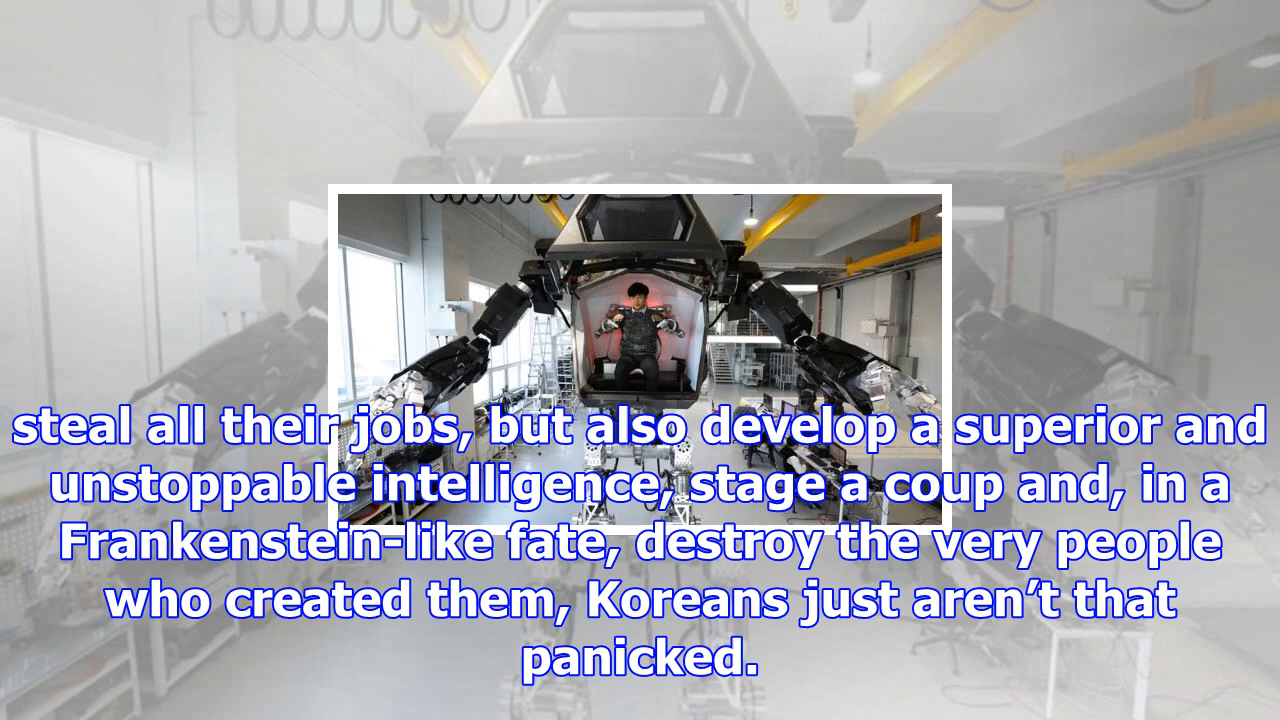 steal all their jobs, but also develop a superior and
unstoppable intelligence, stage a coup and, in a
Frankenstein-like fate, destroy the very people
who created them, Koreans just aren’t that
panicked.